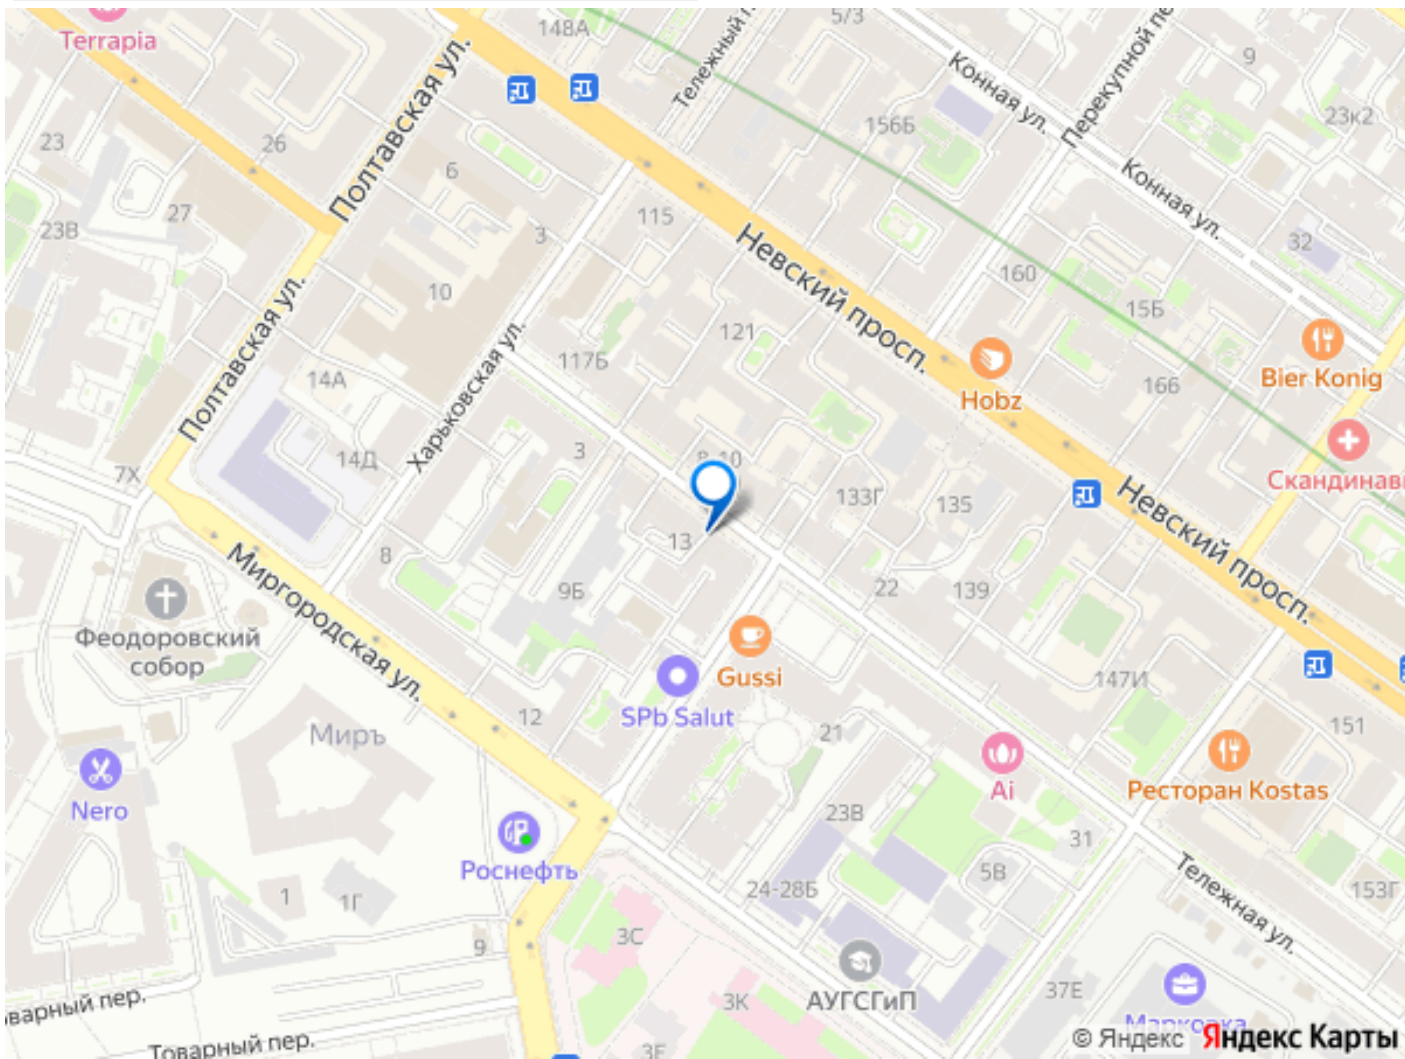 Terrapia
148А
5/3
Тележный п
Полтавская ул.
Конная ул.
Перекупной пе
9
23к2
23
26
6
156Б
27
23В
115
3
Невский просп.
Конная ул.
32
10
160
15Б
Полтавская ул.
121
117Б
14А
Hobz
166
Bier Konig
Харьковская ул.
14Д
3
8-10
7Х
133Г
135
Невский просп.
Скандинав
13
8
9Б
22
139
Миргородская ул.
Феодоровский
собор
Gussi
SPb Salut
147И
12
21
151
Миръ
Nero
Ai
Ресторан Kostas
23В
31
Роснефть
5В
24-28Б
Тележная ул.
153Г
1
1Г
3С
9
АУГСГиП
3К
37Е
Марковка
варный пер.
Товарный пер.
3Е
© Яндекс Яндекс Карты